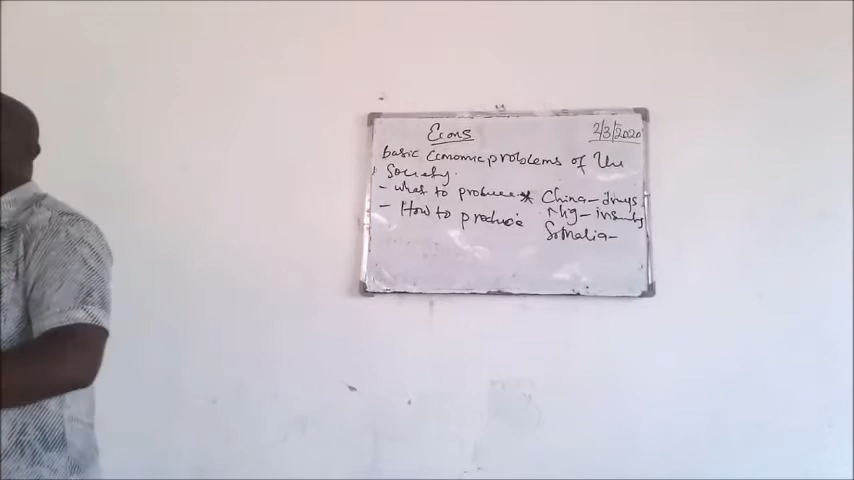 Econs
2/3/2020
basic economic problems of the
society.
- what to produce * China - drugs
- How to produce Nig -
Somalia -